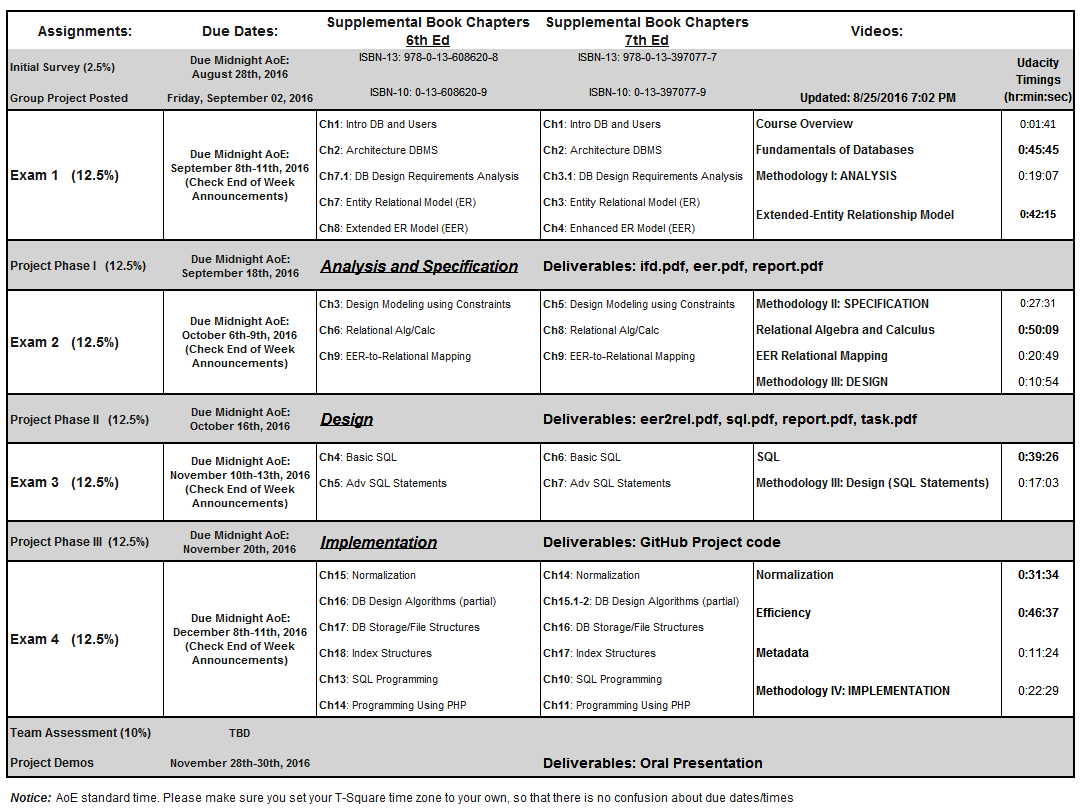 Assignments: Due Dates: Supplemental Book Chapters Supplemental Book Chapters Videos:
6th Ed 7th Ed
Initial Survey (2.5%) Due Midnight AoE: ISBN-13: 978-0-13-608620-8 ISBN-13: 978-0-13-397077-7 Udacity
August 28th, 2016 Timings
Group Project Posted Friday, September 02, 2016 ISBN-10: 0-13-608620-9 ISBN-10: 0-13-397077-9 Updated: 8/25/2016 7:02 PM (hr:min:sec)
Exam 1 (12.5%)
Due Midnight AoE:
September 8th-11th, 2016
(Check End of Week
Announcements)
Ch1: Intro DB and Users Ch1: Intro DB and Users Course Overview 0:01:41
Ch2: Architecture DBMS Ch2: Architecture DBMS Fundamentals of Databases 0:45:45
Ch7.1: DB Design Requirements Analysis Ch3.1: DB Design Requirements Analysis Methodology I: ANALYSIS 0:19:07
Ch7: Entity Relational Model (ER) Ch3: Entity Relational Model (ER)
Extended-Entity Relationship Model 0:42:15
Ch8: Extended ER Model (EER) Ch4: Enhanced ER Model (EER)
Project Phase I (12.5%) Due Midnight AoE: Analysis and Specification Deliverables: ifd.pdf, eer.pdf, report.pdf
September 18th, 2016
Exam 2 (12.5%)
Due Midnight AoE:
October 6th-9th, 2016
(Check End of Week
Announcements)
Ch3: Design Modeling using Constraints Ch5: Design Modeling using Constraints Methodology II: SPECIFICATION 0:27:31
Ch6: Relational Alg/Calc Ch8: Relational Alg/Calc Relational Algebra and Calculus 0:50:09
Ch9: EER-to-Relational Mapping Ch9: EER-to-Relational Mapping EER Relational Mapping 0:20:49
Methodology III: DESIGN 0:10:54
Project Phase II (12.5%) Due Midnight AoE: Design Deliverables: eer2rel.pdf, sql.pdf, report.pdf, task.pdf
October 16th, 2016
Exam 3 (12.5%)
Due Midnight AoE:
November 10th-13th, 2016
(Check End of Week
Announcements)
Ch4: Basic SQL Ch6: Basic SQL SQL 0:39:26
Ch5: Adv SQL Statements Ch7: Adv SQL Statements Methodology III: Design (SQL Statements) 0:17:03
Project Phase III (12.5%) Due Midnight AoE: Implementation Deliverables: GitHub Project code
November 20th, 2016
Exam 4 (12.5%)
Due Midnight AoE:
December 8th-11th, 2016
(Check End of Week
Announcements)
Ch15: Normalization Ch14: Normalization Normalization 0:31:34
Ch16: DB Design Algorithms (partial) Ch15.1-2: DB Design Algorithms (partial)
Efficiency 0:46:37
Ch17: DB Storage/File Structures Ch16: DB Storage/File Structures
Ch18: Index Structures Ch17: Index Structures Metadata 0:11:24
Ch13: SQL Programming Ch10: SQL Programming
Methodology IV: IMPLEMENTATION 0:22:29
Ch14: Programming Using PHP Ch11: Programming Using PHP
Team Assessment (10%) TBD
Project Demos November 28th-30th, 2016 Deliverables: Oral Presentation
Notice: AoE standard time. Please make sure you set your T-Square time zone to your own, so that there is no confusion about due dates/times